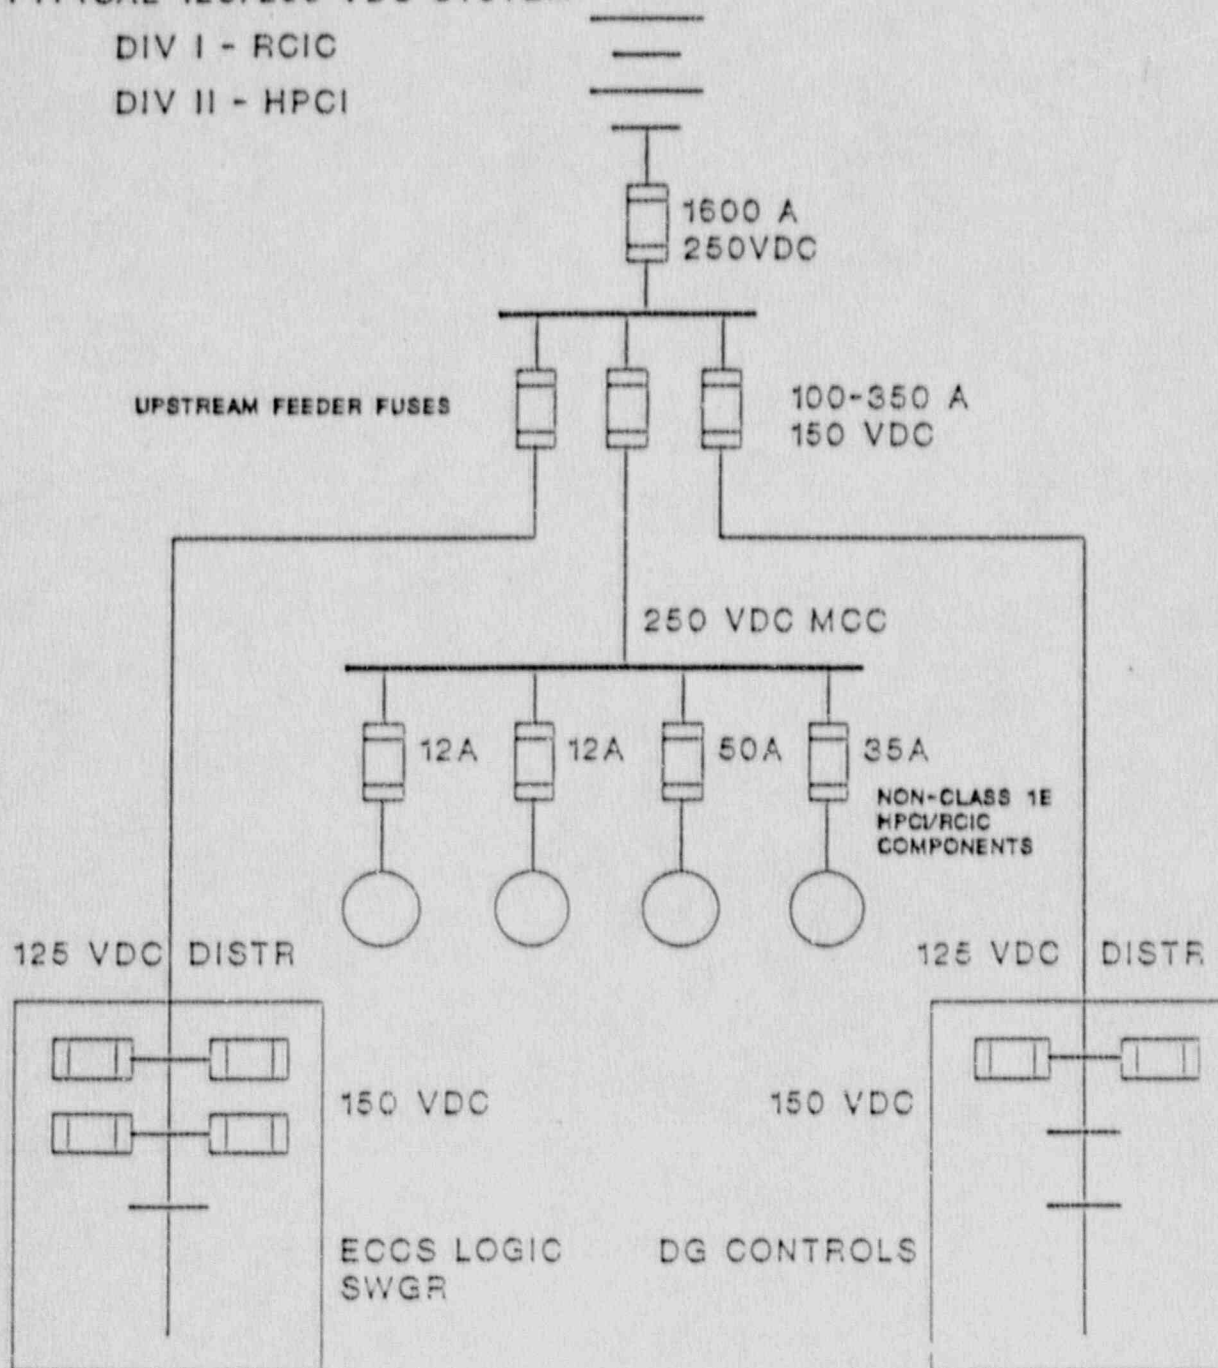 DIV I - RCIC
DIV II - HPCI
1600 A
250VDC
UPSTREAM FEEDER FUSES
100-350 A
150 VDC
250 VDC MCC
12A
12A
50A
35A
NON-CLASS 1E
HPCI/RCIC
COMPONENTS
125 VDC DISTR
125 VDC DISTR
150 VDC
150 VDC
ECCS LOGIC
SWGR
DG CONTROLS